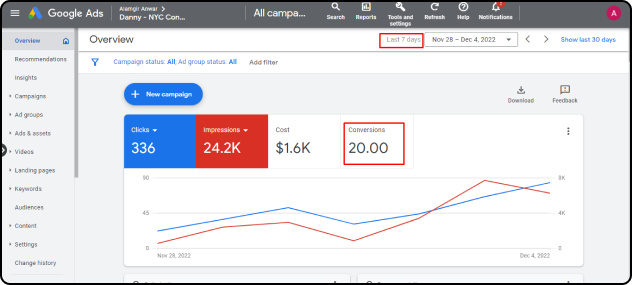 Google Ads
Alamgir Anwar
Danny - NYC Con...
All campa...
Search
Reports
Tools and
settings
Refresh
Help
Notifications
A
Overview
Recommendations
Insights
Campaigns
Ad groups
Ads & assets
Videos
Landing pages
Keywords
Audiences
Content
Settings
Change history
Overview
Last 7 days
Nov 28 – Dec 4, 2022
Show last 30 days
Campaign status: All, Ad group status: All
Add filter
New campaign
Download
Feedback
Clicks
336
Impressions
24.2K
Cost
$1.6K
Conversions
20.00
90
45
0
8K
4K
0
Nov 28, 2022
Dec 4, 2022